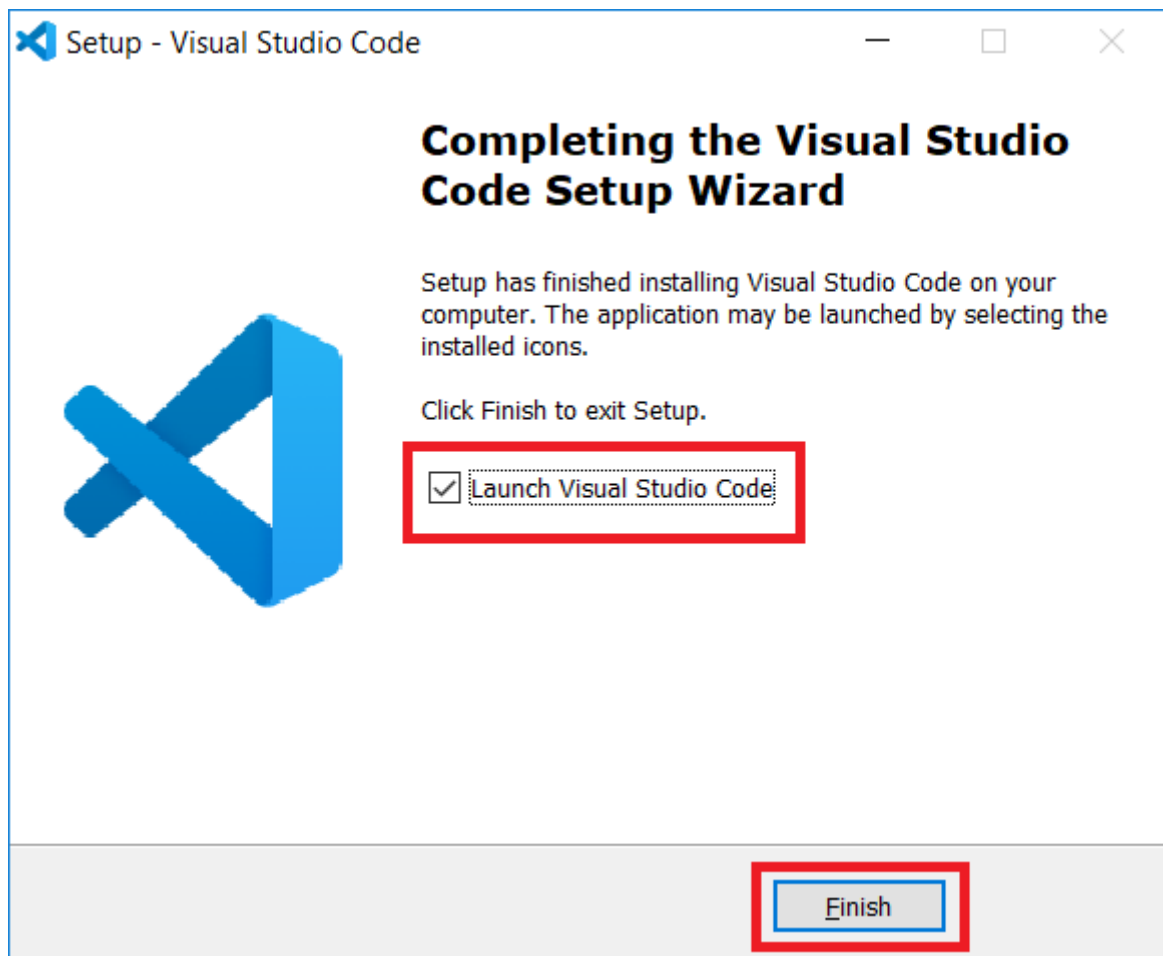 Setup - Visual Studio Code
Completing the Visual Studio
Code Setup Wizard
Setup has finished installing Visual Studio Code on your
computer. The application may be launched by selecting the
installed icons.
Click Finish to exit Setup.
Launch Visual Studio Code
Finish